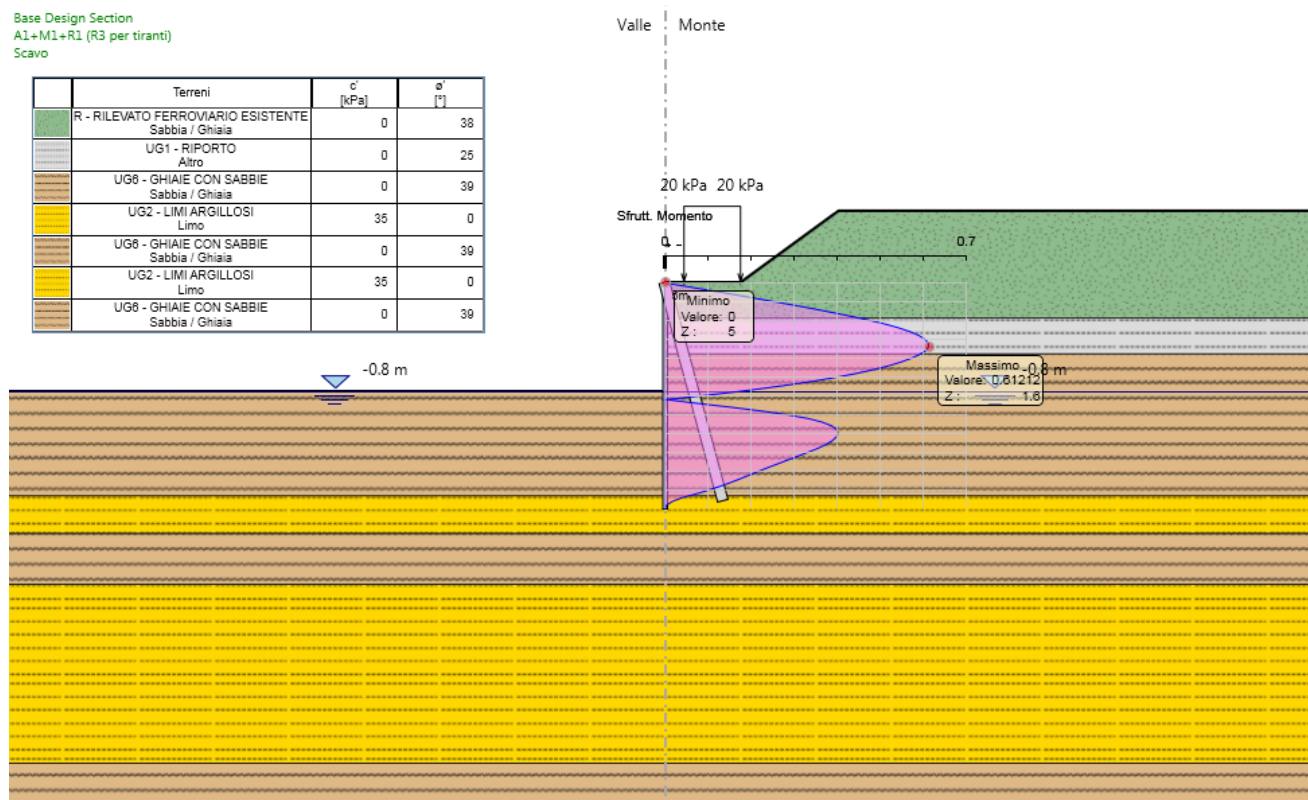 Base Design Section
A1+M1+R1 (R3 per tiranti)
Scavo
Valle Monte
Terreni c' [kPa] ø' [°]
R - RILEVATO FERROVIARIO ESISTENTE
Sabbia / Ghiaia 0 38
UG1 - RIPORTO
Altro 0 25
UG6 - GHIAIE CON SABBIE
Sabbia / Ghiaia 0 39
UG2 - LIMI ARGILLOSI
Limo 35 0
UG6 - GHIAIE CON SABBIE
Sabbia / Ghiaia 0 39
UG2 - LIMI ARGILLOSI
Limo 35 0
UG6 - GHIAIE CON SABBIE
Sabbia / Ghiaia 0 39
20 kPa 20 kPa
Sfrutt. Momento
0 0.7
Minimo
Valore: 0
Z : 5
Massimo
Valore: 0.61212
Z : 1.6
-0.8 m
-0.8 m